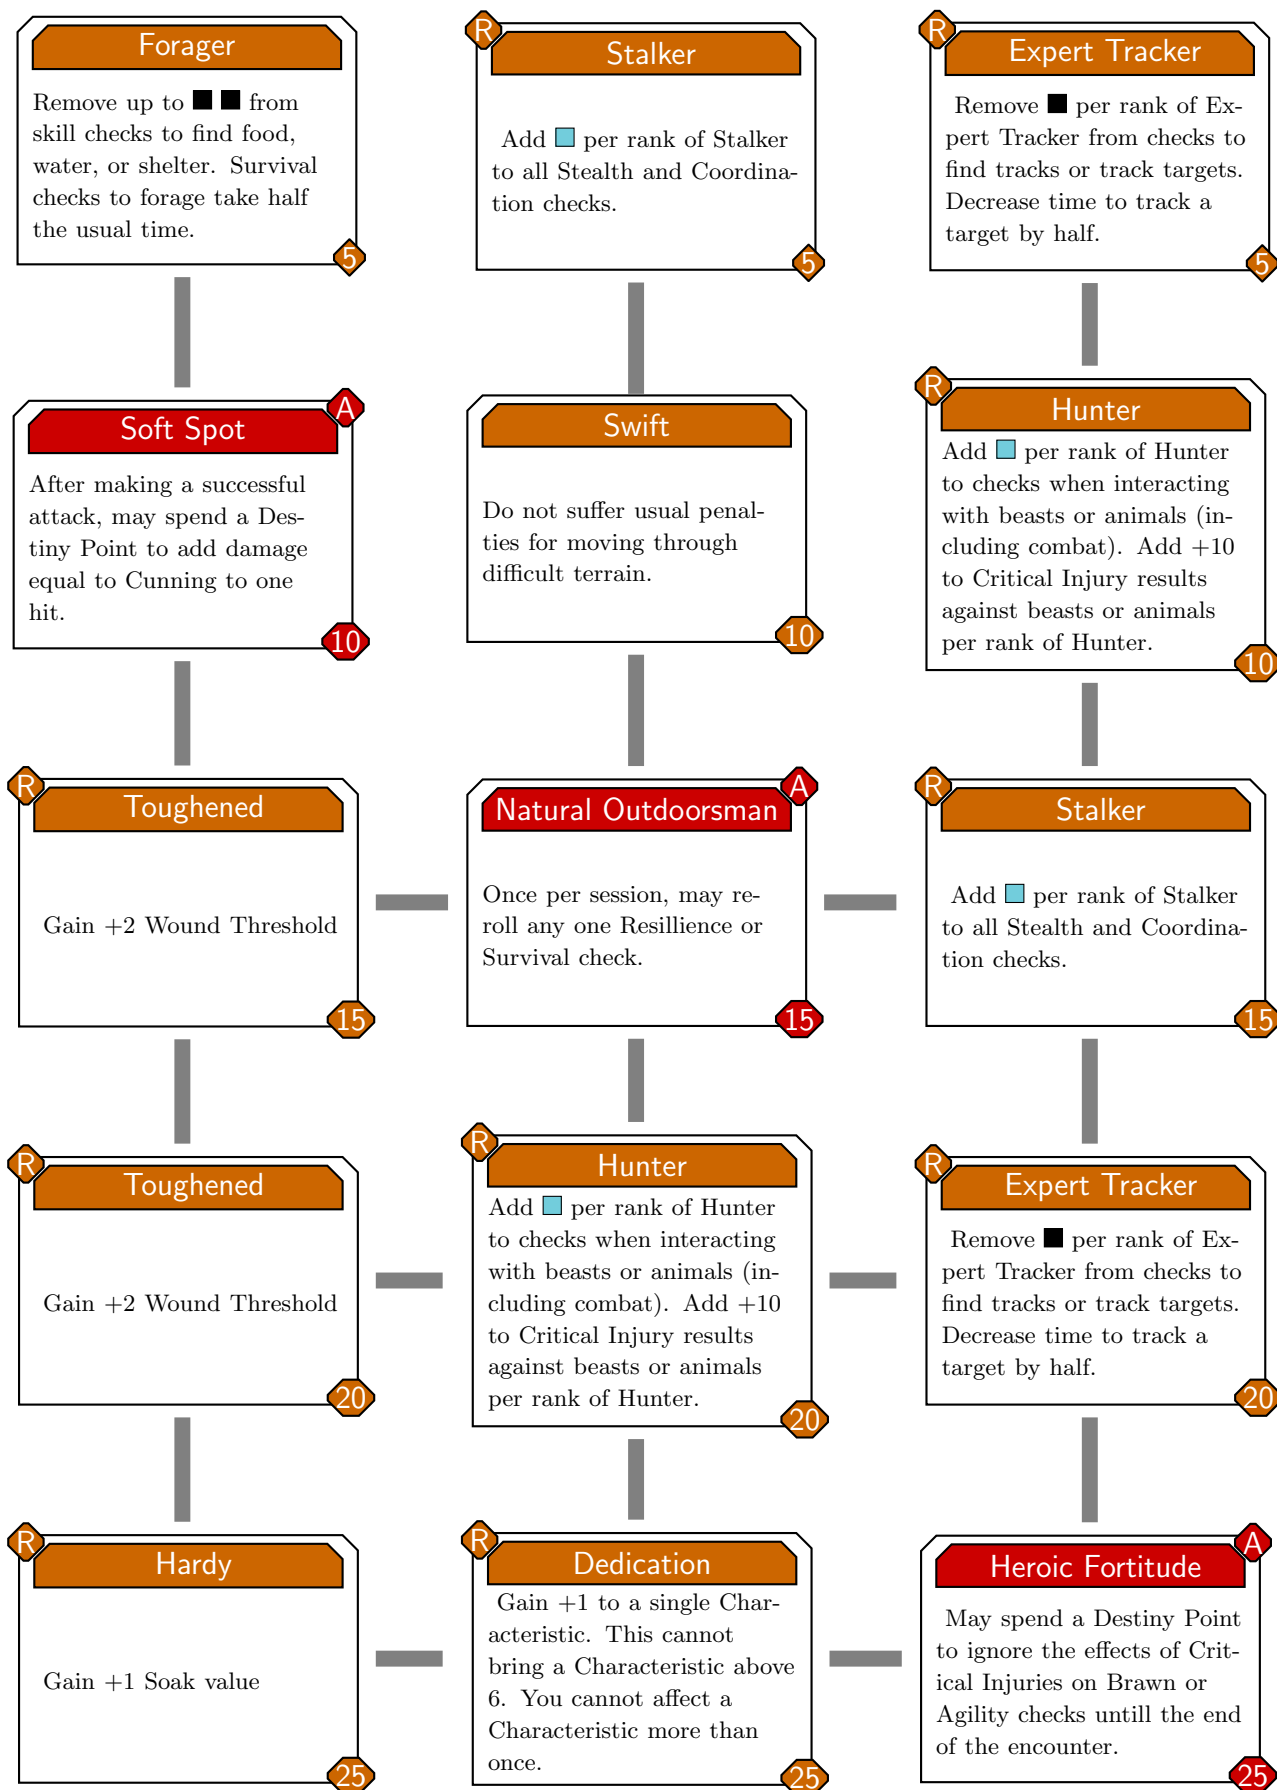 Forager
Remove up to from
skill checks to find food,
water, or shelter. Survival
checks to forage take half
the usual time.
5
R
Stalker
Add per rank of Stalker
to all Stealth and Coordina-
tion checks.
5
R
Expert Tracker
Remove per rank of Ex-
pert Tracker from checks to
find tracks or track targets.
Decrease time to track a
target by half.
5
A
Soft Spot
After making a successful
attack, may spend a Des-
tiny Point to add damage
equal to Cunning to one
hit.
10
Swift
Do not suffer usual penal-
ties for moving through
difficult terrain.
10
R
Hunter
Add per rank of Hunter
to checks when interacting
with beasts or animals (in-
cluding combat). Add +10
to Critical Injury results
against beasts or animals
per rank of Hunter.
10
R
Toughened
Gain +2 Wound Threshold
15
A
Natural Outdoorsman
Once per session, may re-
roll any one Resillience or
Survival check.
15
R
Stalker
Add per rank of Stalker
to all Stealth and Coordina-
tion checks.
15
R
Toughened
Gain +2 Wound Threshold
20
R
Hunter
Add per rank of Hunter
to checks when interacting
with beasts or animals (in-
cluding combat). Add +10
to Critical Injury results
against beasts or animals
per rank of Hunter.
20
R
Expert Tracker
Remove per rank of Ex-
pert Tracker from checks to
find tracks or track targets.
Decrease time to track a
target by half.
20
R
Hardy
Gain +1 Soak value
25
R
Dedication
Gain +1 to a single Char-
acteristic. This cannot
bring a Characteristic above
6. You cannot affect a
Characteristic more than
once.
25
A
Heroic Fortitude
May spend a Destiny Point
to ignore the effects of Crit-
ical Injuries on Brawn or
Agility checks untill the end
of the encounter.
25